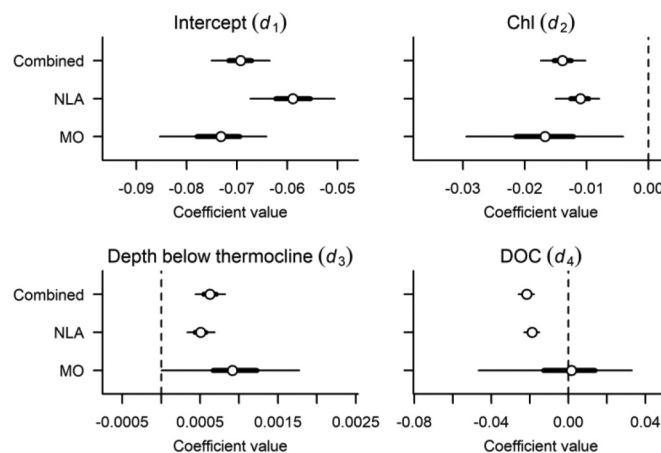 Intercept (d1)
Chl (d2)
Combined
NLA
MO
-0.09 -0.08 -0.07 -0.06 -0.05
-0.03 -0.02 -0.01 0.00
Coefficient value
Coefficient value
Depth below thermocline (d3)
DOC (d4)
Combined
NLA
MO
-0.0005 0.0005 0.0015 0.0025
-0.08 -0.04 0.00 0.04
Coefficient value
Coefficient value